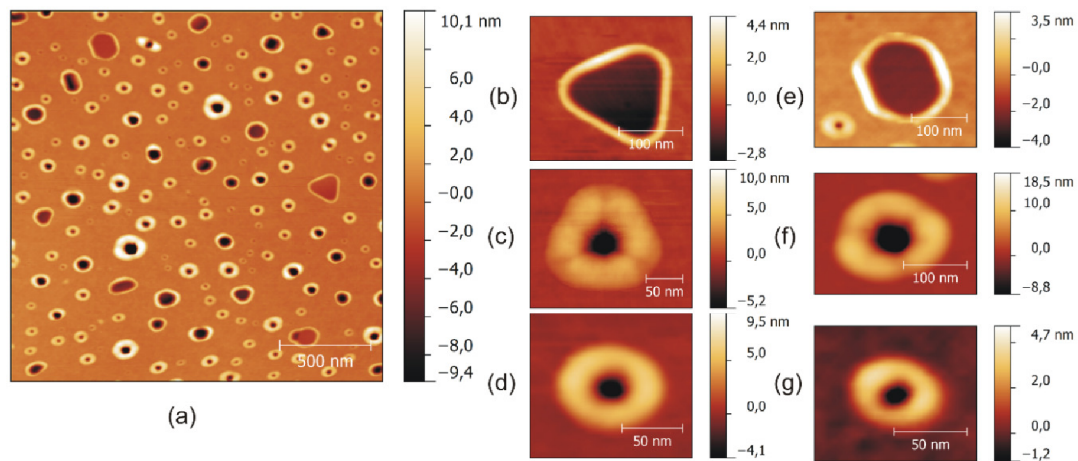 10,1 nm
6,0
4,0
2,0
−0,0
−2,0
−4,0
−6,0
−8,0
−9,4
500 nm
(a)
(b)
100 nm
4,4 nm
2,0
0,0
−2,8
(c)
50 nm
10,0 nm
0,0
−5,2
(d)
50 nm
9,5 nm
5,0
0,0
−4,1
(e)
100 nm
3,5 nm
−0,0
−2,0
−4,0
(f)
100 nm
18,5 nm
10,0
0,0
−8,8
(g)
50 nm
4,7 nm
2,0
0,0
−1,2